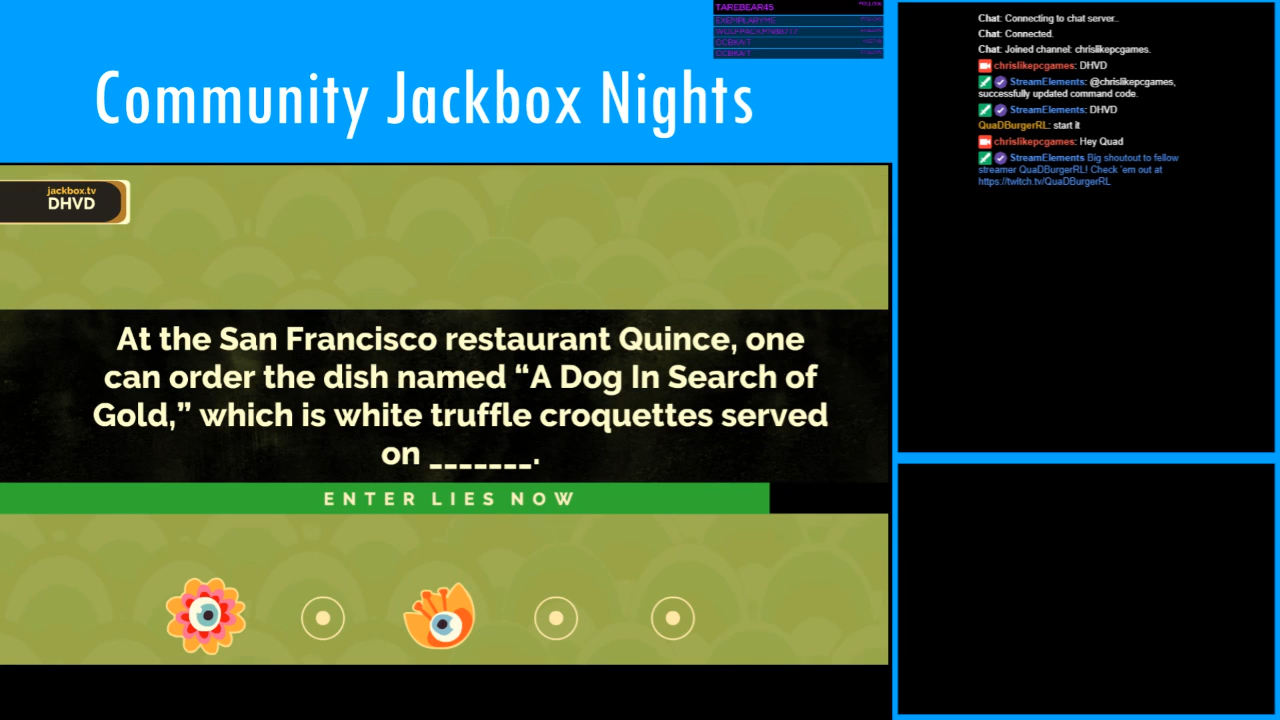 TAREBEAR45
EXEMPLARYME
Community Jackbox Nights
jackbox.tv
DHVD
At the San Francisco restaurant Quince, one
can order the dish named “A Dog In Search of
Gold,” which is white truffle croquettes served
on _______.
ENTER LIES NOW
Chat: Connecting to chat server..
Chat: Connected.
Chat: Joined channel: chrislikepcgames.
chrislikepcgames: DHVD
StreamElements: @chrislikepcgames,
successfully updated command code.
StreamElements: DHVD
QuaDBurgerRL: start it
chrislikepcgames: Hey Quad
StreamElements Big shoutout to fellow
streamer QuaDBurgerRL! Check 'em out at
https://twitch.tv/QuaDBurgerRL